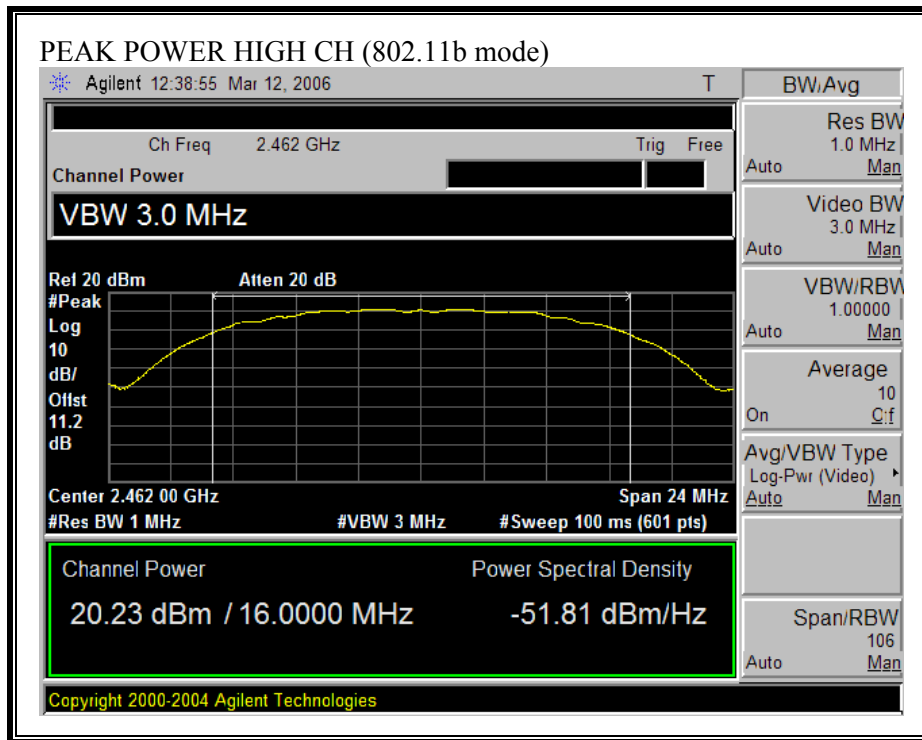 PEAK POWER HIGH CH (802.11b mode)
Agilent 12:38:55 Mar 12, 2006 T
BW/Avg
Ch Freq 2.462 GHz Trig Free
Channel Power
VBW 3.0 MHz
Ref 20 dBm Atten 20 dB
#Peak
Log
10
dB/
Offst
11.2
dB
Center 2.462 00 GHz Span 24 MHz
#Res BW 1 MHz #VBW 3 MHz #Sweep 100 ms (601 pts)
Channel Power Power Spectral Density
20.23 dBm / 16.0000 MHz -51.81 dBm/Hz
Res BW
1.0 MHz
Auto Man
Video BW
3.0 MHz
Auto Man
VBW/RBW
1.00000
Auto Man
Average
10
On Off
Avg/VBW Type
Log-Pwr (Video)
Auto Man
Span/RBW
106
Auto Man
Copyright 2000-2004 Agilent Technologies